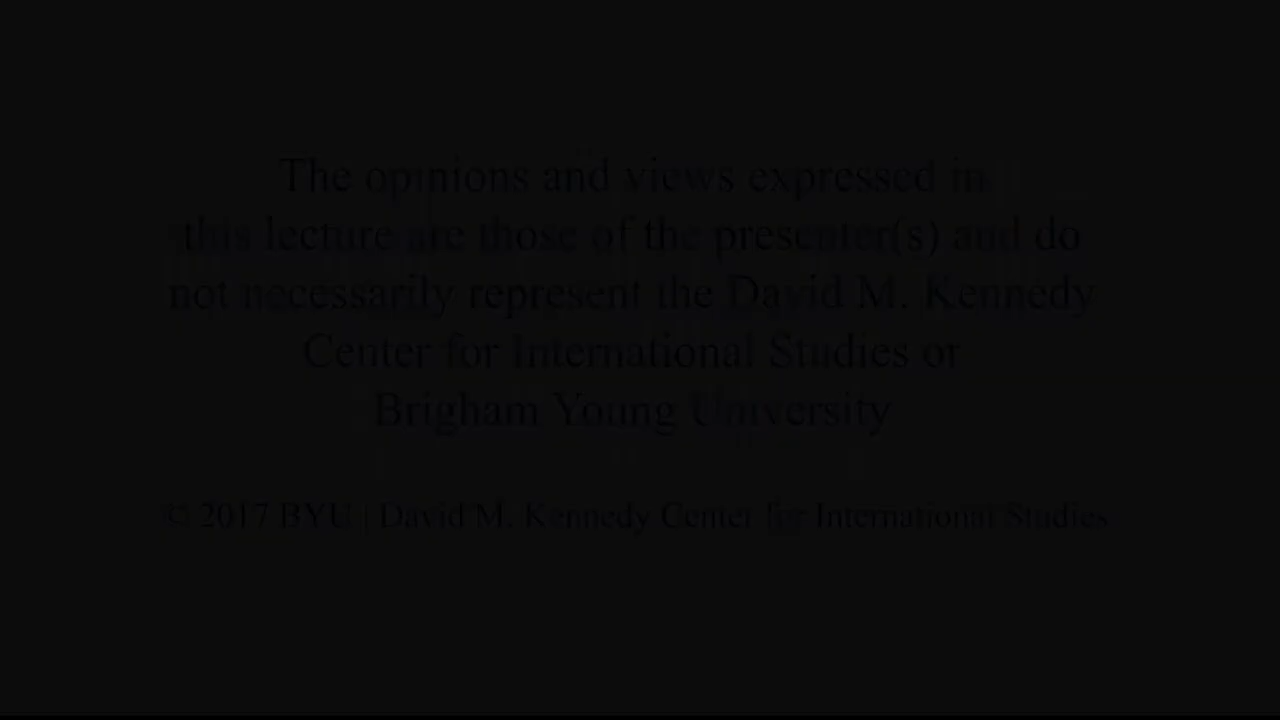 The opinions and views expressed in
this lecture are those of the presenter(s) and do
not necessarily represent the David M. Kennedy
Center for International Studies or
Brigham Young University
© 2017 BYU | David M. Kennedy Center for International Studies